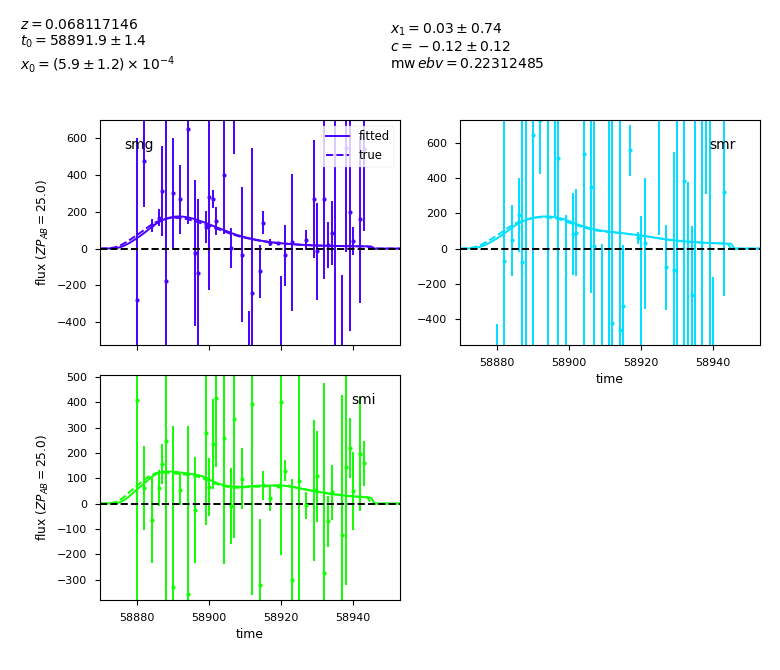 z = 0.068117146
t0 = 58891.9 ± 1.4
x0 = (5.9 ± 1.2) × 10^−4
x1 = 0.03 ± 0.74
c = −0.12 ± 0.12
mw ebv = 0.22312485
smg
fitted
true
600
400
200
0
−200
−400
flux (ZP_AB = 25.0)
smr
600
400
200
0
−200
−400
58880 58900 58920 58940
time
smi
500
400
300
200
100
0
−100
−200
−300
flux (ZP_AB = 25.0)
58880 58900 58920 58940
time